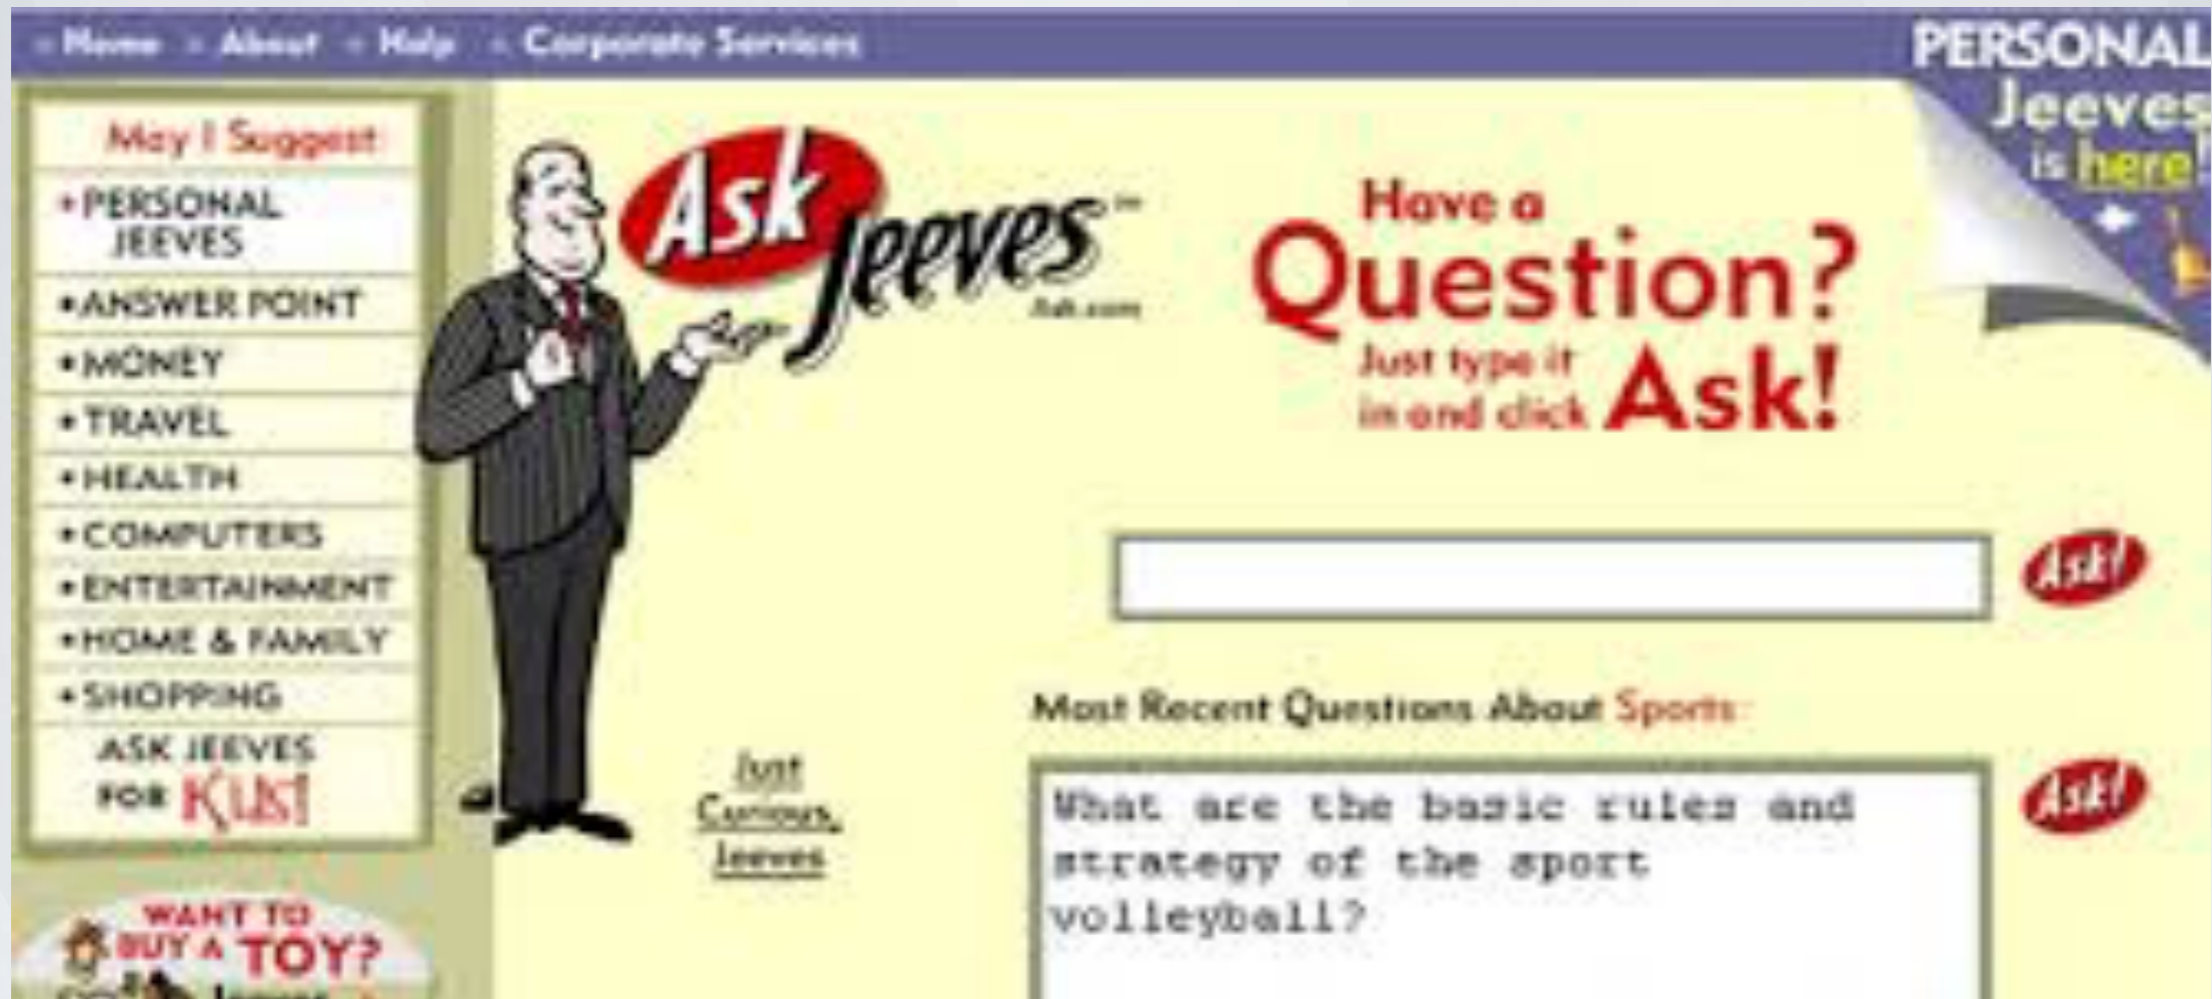 Home About Help Corporate Services
PERSONAL
Jeeves
is here!
May I Suggest:
• PERSONAL
JEEVES
• ANSWER POINT
• MONEY
• TRAVEL
• HEALTH
• COMPUTERS
• ENTERTAINMENT
• HOME & FAMILY
• SHOPPING
ASK JEEVES
FOR KIDS!
WANT TO
BUY A TOY?
Ask
Jeeves™
Ask.com
Have a
Question?
Just type it
in and click Ask!
Ask!
Most Recent Questions About Sports:
What are the basic rules and
strategy of the sport
volleyball?
Ask!
Just
Curious,
Jeeves